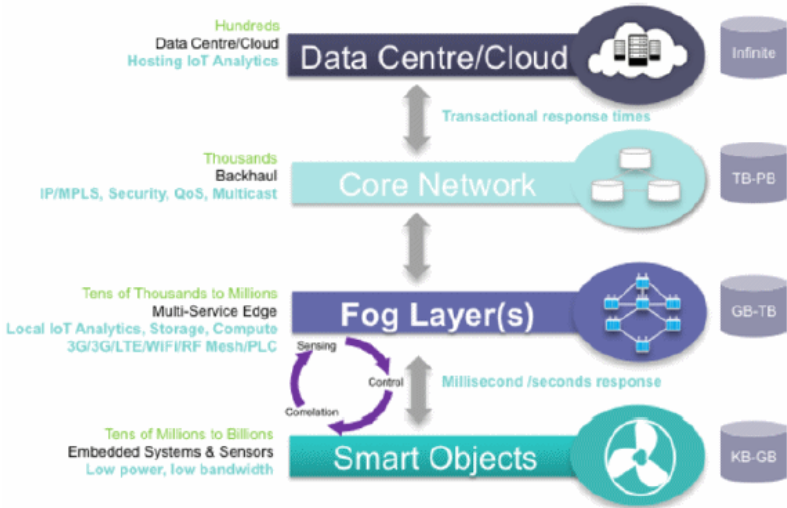 Hundreds
Data Centre/Cloud
Hosting IoT Analytics
Data Centre/Cloud
Infinite
Transactional response times
Thousands
Backhaul
IP/MPLS, Security, QoS, Multicast
Core Network
TB-PB
Tens of Thousands to Millions
Multi-Service Edge
Local IoT Analytics, Storage, Compute
3G/3G/LTE/WIFI/RF Mesh/PLC
Fog Layer(s)
GB-TB
Sensing
Control
Correlation
Millisecond /seconds response
Tens of Millions to Billions
Embedded Systems & Sensors
Low power, low bandwidth
Smart Objects
KB-GB